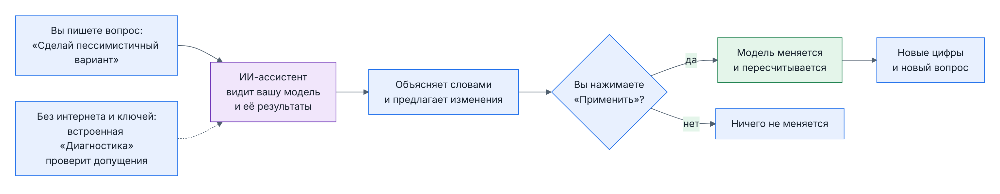 Вы пишете вопрос:
«Сделай пессимистичный
вариант»
Без интернета и ключей:
встроенная
«Диагностика»
проверит допущения
ИИ-ассистент
видит вашу модель
и её результаты
Объясняет словами
и предлагает изменения
Вы нажимаете
«Применить»?
да
нет
Модель меняется
и пересчитывается
Ничего не меняется
Новые цифры
и новый вопрос